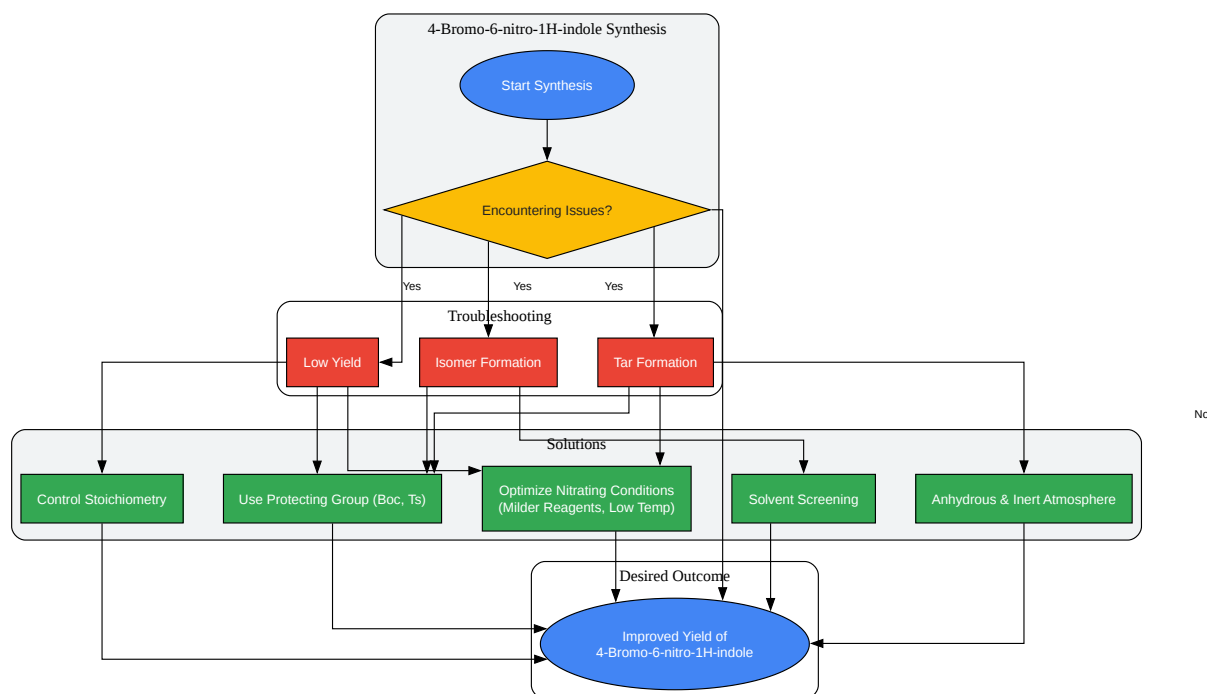 4-Bromo-6-nitro-1H-indole Synthesis
Start Synthesis
Encountering Issues?
Yes
Yes
Yes
Troubleshooting
Low Yield
Isomer Formation
Tar Formation
No
Solutions
Control Stoichiometry
Use Protecting Group (Boc, Ts)
Optimize Nitrating Conditions
(Milder Reagents, Low Temp)
Solvent Screening
Anhydrous & Inert Atmosphere
Desired Outcome
Improved Yield of
4-Bromo-6-nitro-1H-indole